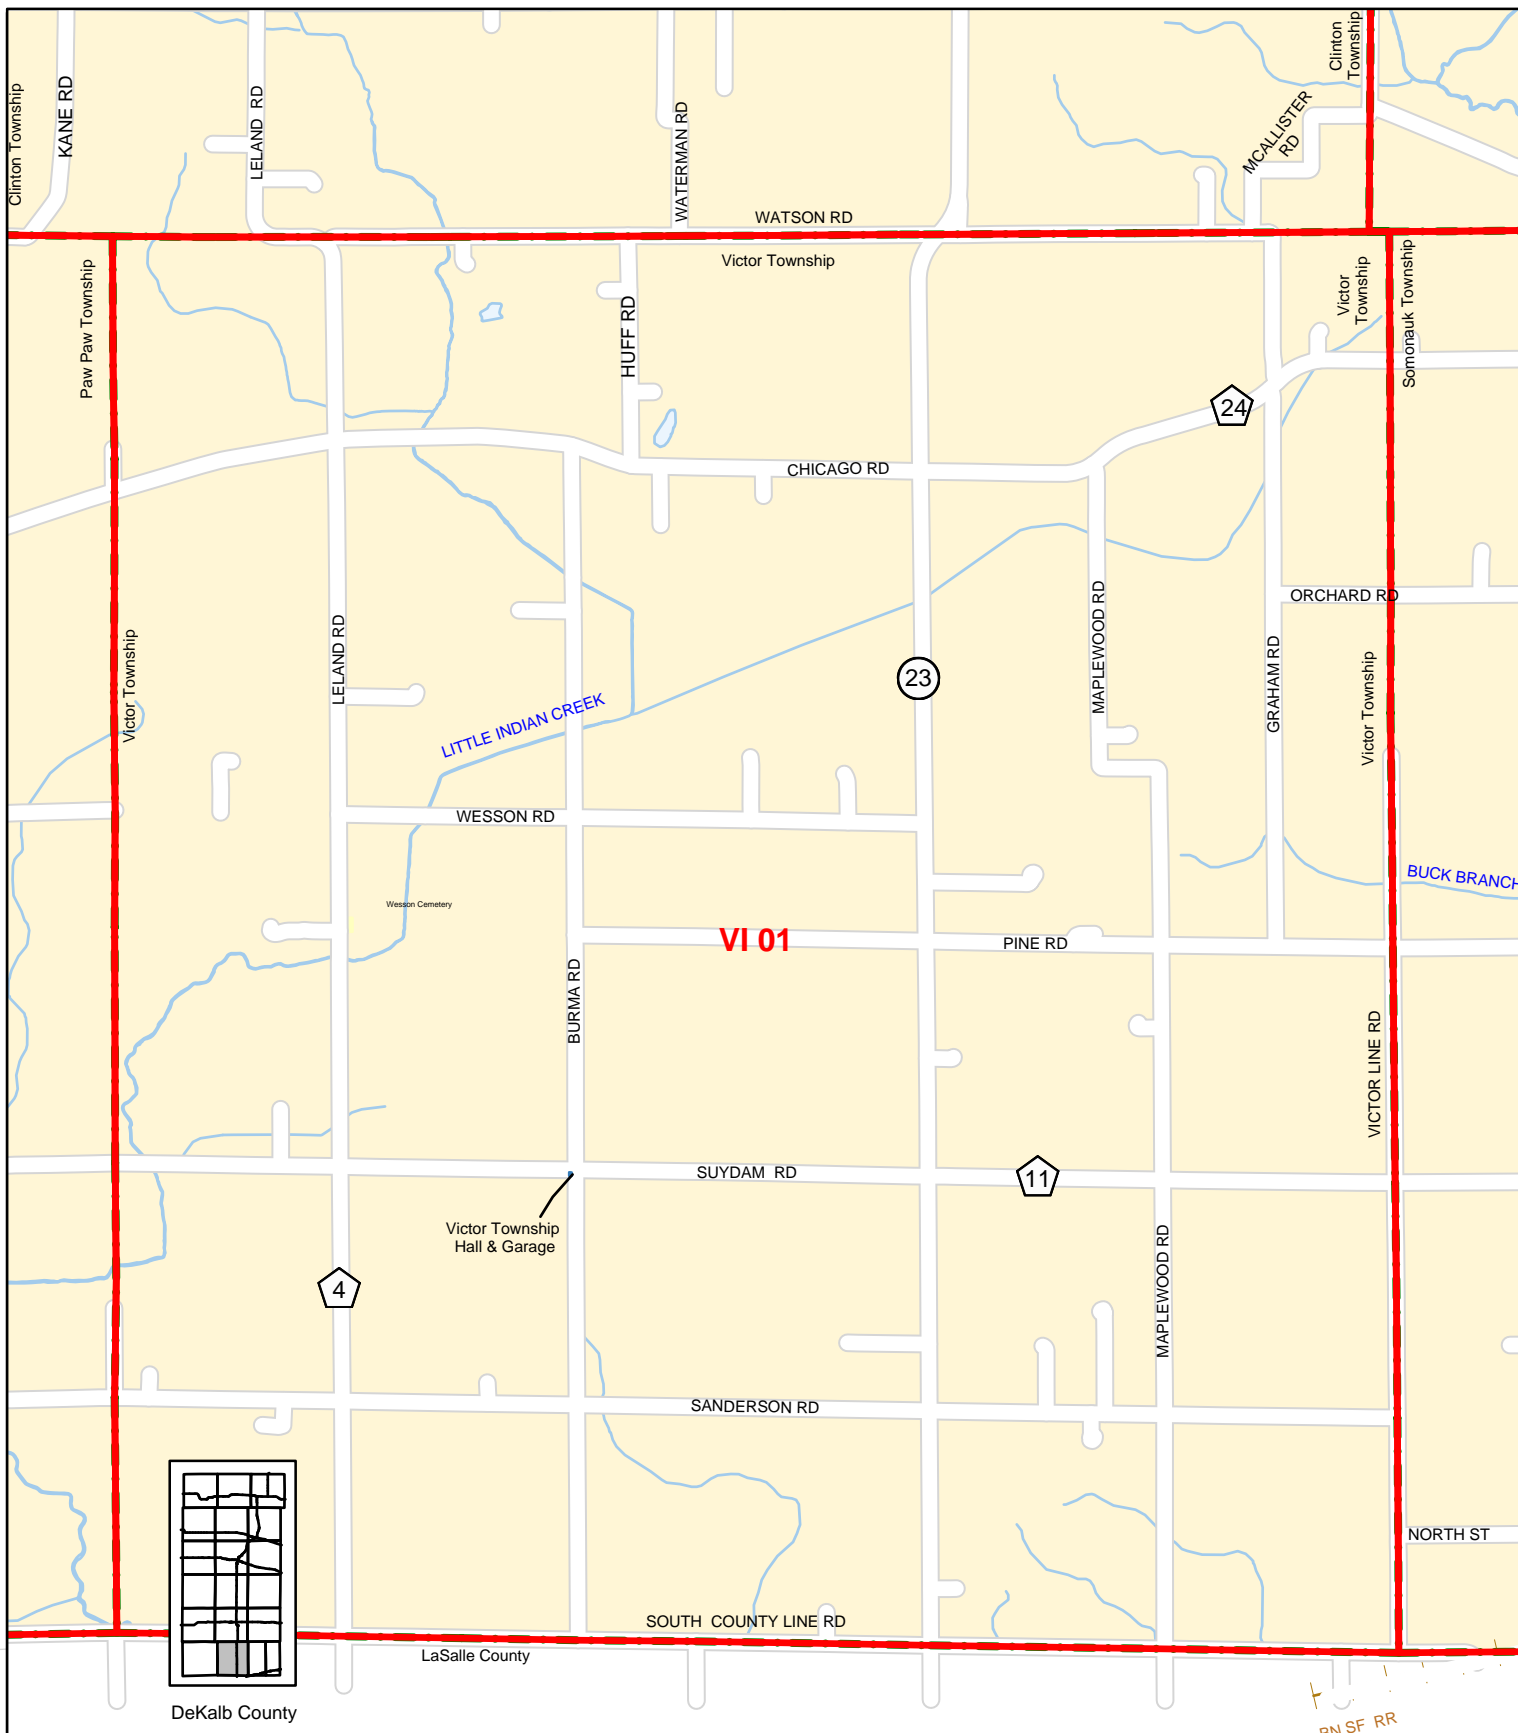 Clinton Township
KANE RD
LELAND RD
WATERMAN RD
MCALLISTER
RD
Clinton
Township
WATSON RD
Victor Township
Paw Paw Township
HUFF RD
Victor
Township
Somonauk Township
24
CHICAGO RD
Victor Township
LELAND RD
LITTLE INDIAN CREEK
23
MAPLEWOOD RD
GRAHAM RD
ORCHARD RD
Victor Township
WESSON RD
Wesson Cemetery
BUCK BRANCH
VI 01
PINE RD
BURMA RD
VICTOR LINE RD
SUYDAM RD
11
Victor Township
Hall & Garage
4
MAPLEWOOD RD
SANDERSON RD
NORTH ST
SOUTH COUNTY LINE RD
LaSalle County
DeKalb County
BN SF RR